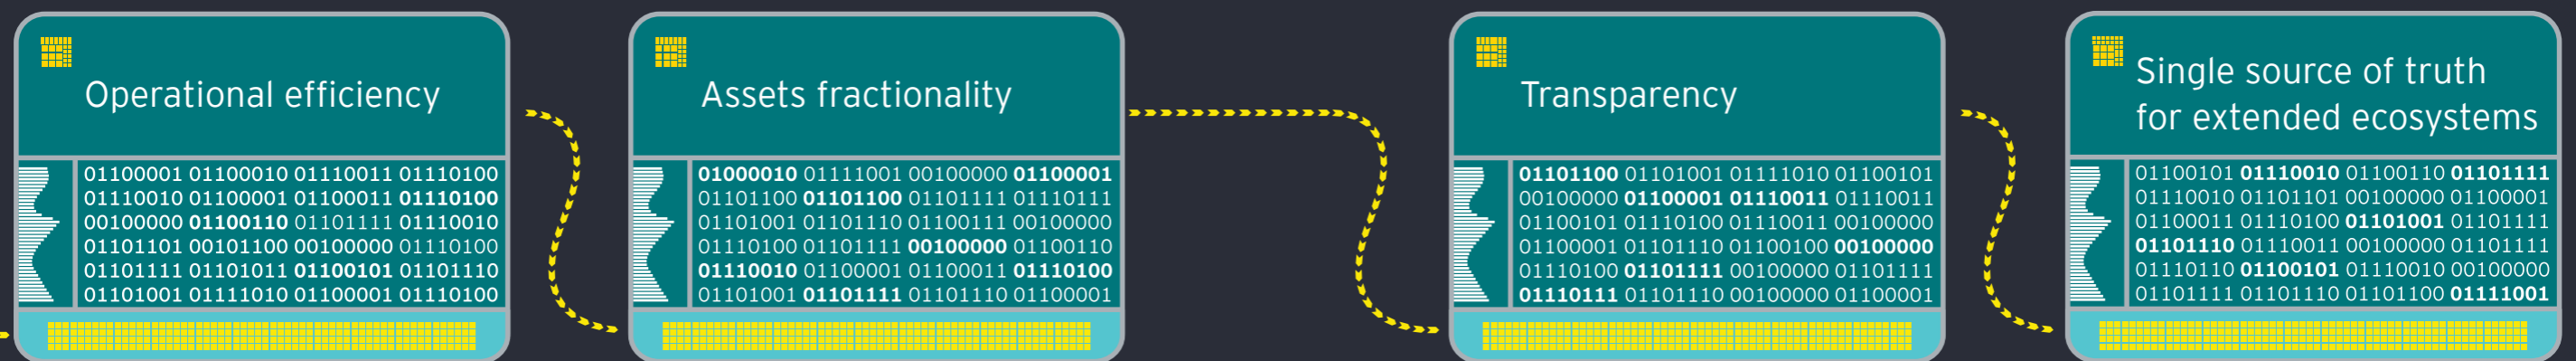 Operational efficiency
01100001 01100010 01110011 01110100
01110010 01100001 01100011 01110100
00100000 01100110 01101111 01110010
01101101 00101100 00100000 01110100
01101111 01101011 01100101 01101110
01101001 01111010 01100001 01110100
Assets fractionality
01000010 01111001 00100000 01100001
01101100 01101100 01101111 01110111
01101001 01101110 01100111 00100000
01110100 01101111 00100000 01100110
01110010 01100001 01100011 01110100
01101001 01101111 01101110 01100001
Transparency
01101100 01101001 01111010 01100101
00100000 01100001 01110011 01110011
01100101 01110100 01110011 00100000
01100001 01101110 01100100 00100000
01110100 01101111 00100000 01101111
01110111 01101110 00100000 01100001
Single source of truth
for extended ecosystems
01100101 01110010 01100110 01101111
01110010 01101101 00100000 01100001
01100011 01110100 01101001 01101111
01101110 01110011 00100000 01101111
01110110 01100101 01110010 00100000
01101111 01101110 01101100 01111001